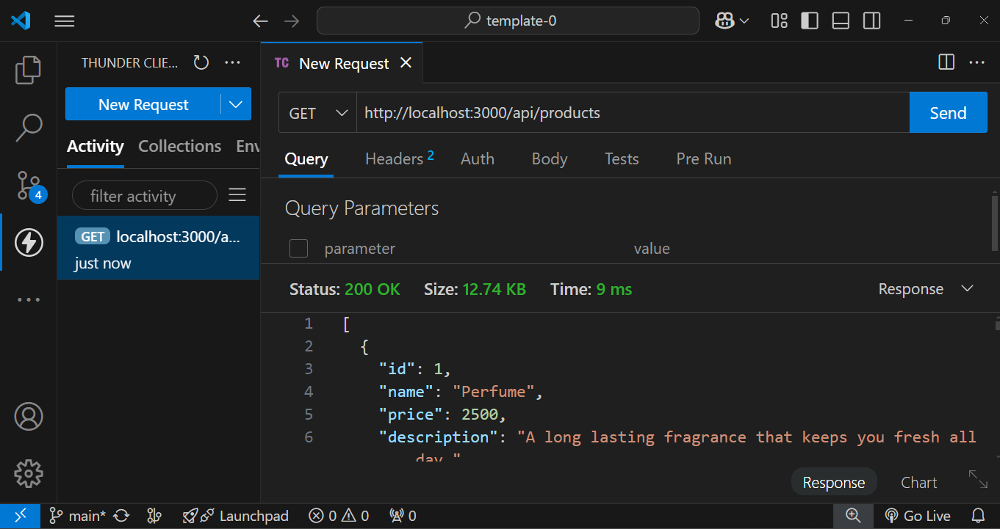 template-0
THUNDER CLIE...
TC New Request
New Request
GET http://localhost:3000/api/products Send
Activity Collections Env
Query Headers 2 Auth Body Tests Pre Run
filter activity
4
Query Parameters
GET localhost:3000/a...
just now
parameter value
Status: 200 OK Size: 12.74 KB Time: 9 ms Response
1 [
2 {
3 "id": 1,
4 "name": "Perfume",
5 "price": 2500,
6 "description": "A long lasting fragrance that keeps you fresh all
day."
Response Chart
main* Launchpad 0 0 0 Go Live